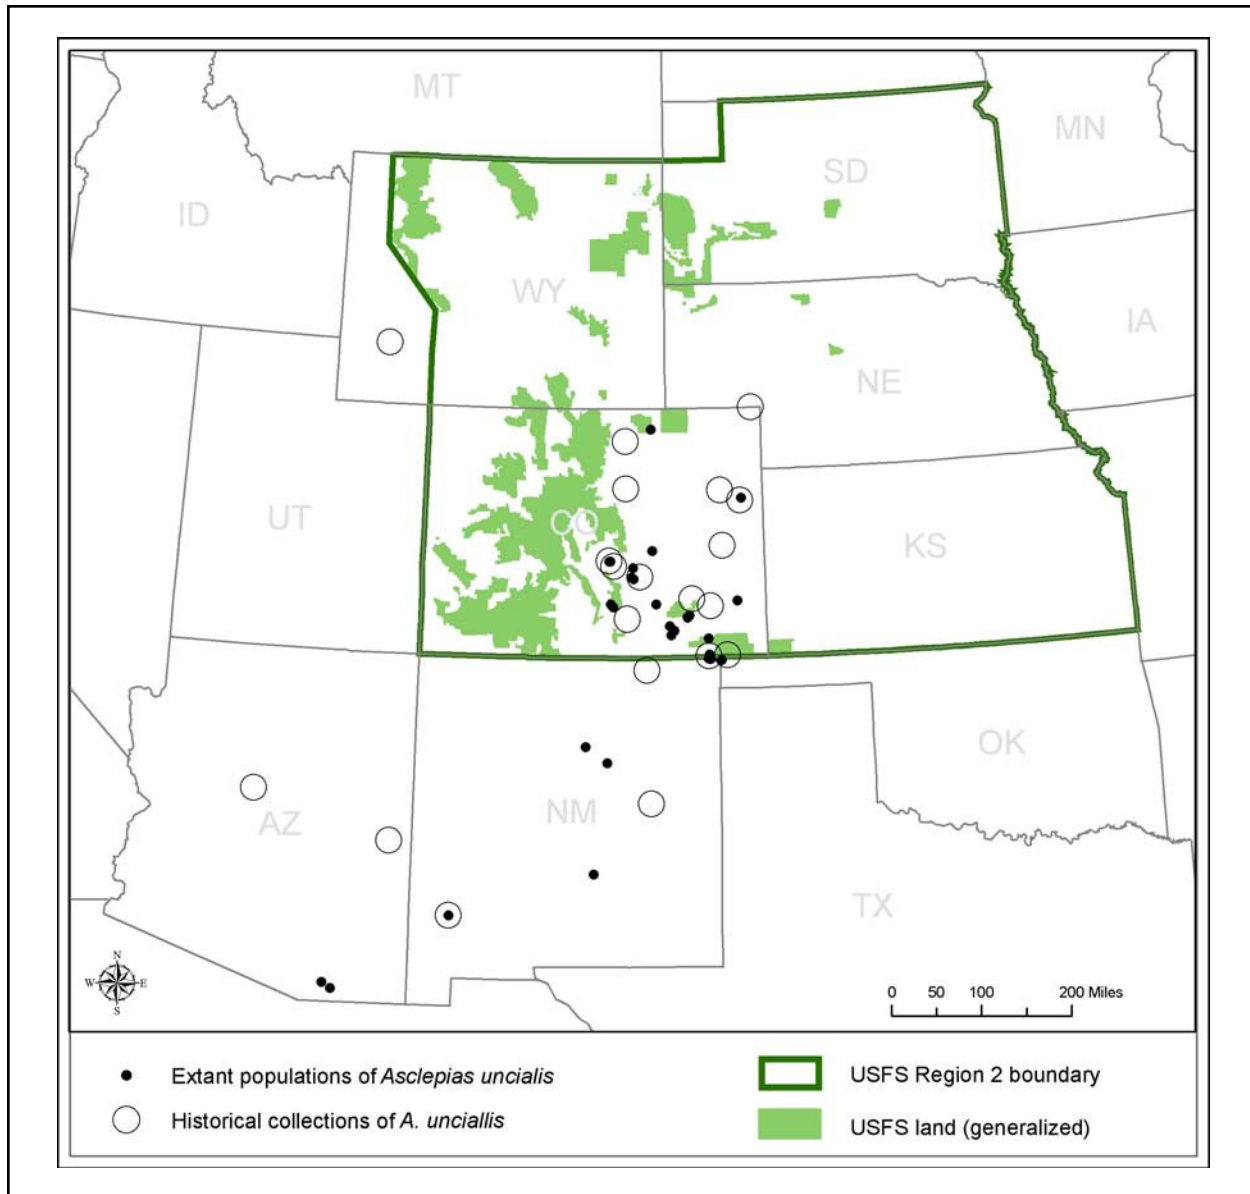 MT
MN
SD
ID
WY
IA
NE
UT
CO
KS
OK
AZ
NM
TX
N
W E
S
0 50 100 200 Miles
Extant populations of Asclepias uncialis
USFS Region 2 boundary
Historical collections of A. unciallis
USFS land (generalized)